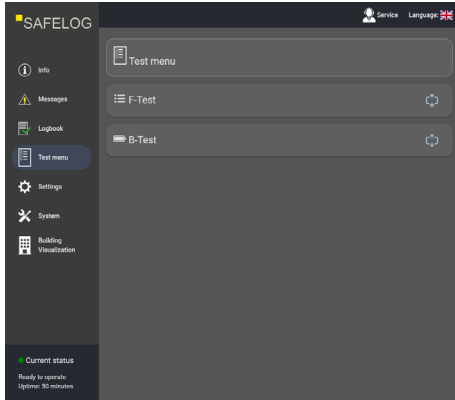 SAFELOG
Service Language:
Info
Messages
Logbook
Test menu
Settings
System
Building
Visualization
Test menu
F-Test
B-Test
Current status
Ready to operate
Uptime: 30 minutes